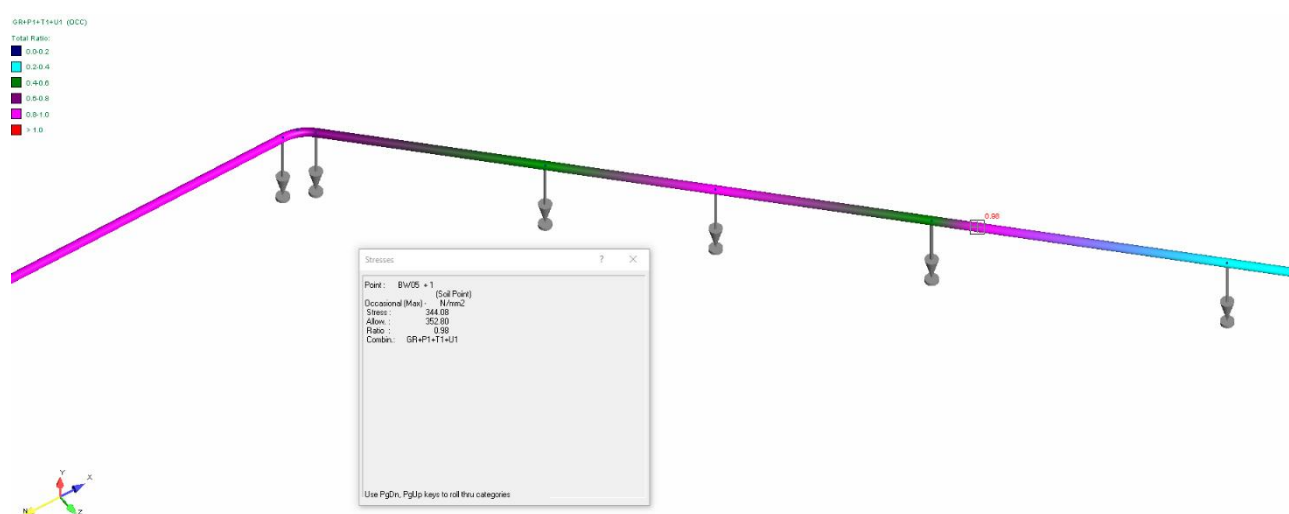 GR+P1+T1+U1 (OCC)
Total Ratio:
0.0-0.2
0.2-0.4
0.4-0.6
0.6-0.8
0.8-1.0
> 1.0
0.98
Stresses ? ×
Point : BW05 + 1
(Soil Point)
Occasional (Max) - N/mm2
Stress : 344.08
Allow. : 352.80
Ratio : 0.98
Combin.: GR+P1+T1+U1
Use PgDn, PgUp keys to roll thru categories
Y
X
N
Z